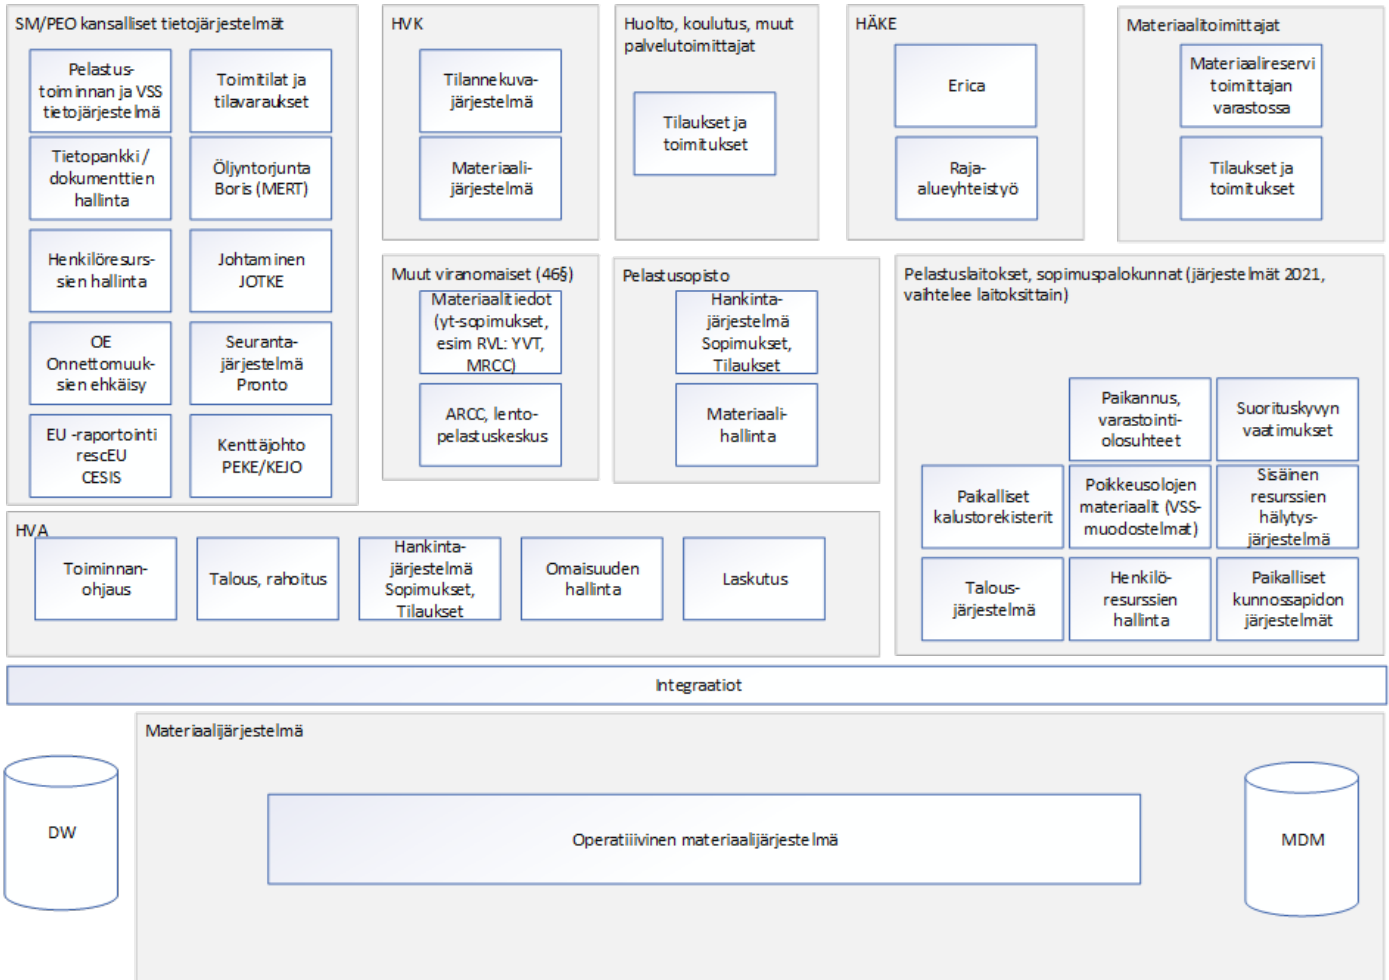 SM/PEO kansalliset tietojärjestelmät
Pelastus-
toiminnan ja VSS
tietojärjestelmä
Toimitilat ja
tilavaraukset
Tietopankki /
dokumenttien
hallinta
Öljyntorjunta
Boris (MERT)
Henkilöresurs-
sien hallinta
Johtaminen
JOTKE
OE
Onnettomuuk-
sien ehkäisy
Seuranta-
järjestelmä
Pronto
EU -raportointi
rescEU
CESIS
Kenttäjohto
PEKE/KEJO
HVK
Tilannekuva-
järjestelmä
Materiaali-
järjestelmä
Huolto, koulutus, muut
palvelutoimittajat
Tilaukset ja
toimitukset
HÄKE
Erica
Raja-
alueyhteistyö
Materiaalitoimittajat
Materiaalireservi
toimittajan
varastossa
Tilaukset ja
toimitukset
Muut viranomaiset (46§)
Materiaalitiedot
(yt-sopimukset,
esim RVL: YVT,
MRCC)
ARCC, lento-
pelastuskeskus
Pelastusopisto
Hankinta-
järjestelmä
Sopimukset,
Tilaukset
Materiaali-
hallinta
Pelastuslaitokset, sopimuspalokunnat (järjestelmät 2021,
vaihtelee laitoksittain)
Paikannus,
varastointi-
olosuhteet
Suorituskyvyn
vaatimukset
Paikalliset
kalustorekisterit
Poikkeusolojen
materiaalit (VSS-
muodostelmat)
Sisäinen
resurssien
hälytys-
järjestelmä
Talous-
järjestelmä
Henkilö-
resurssien
hallinta
Paikalliset
kunnossapidon
järjestelmät
HVA
Toiminnan-
ohjaus
Talous, rahoitus
Hankinta-
järjestelmä
Sopimukset,
Tilaukset
Omaisuuden
hallinta
Laskutus
Integraatiot
Materiaalijärjestelmä
DW
Operatiiivinen materiaalijärjestelmä
MDM